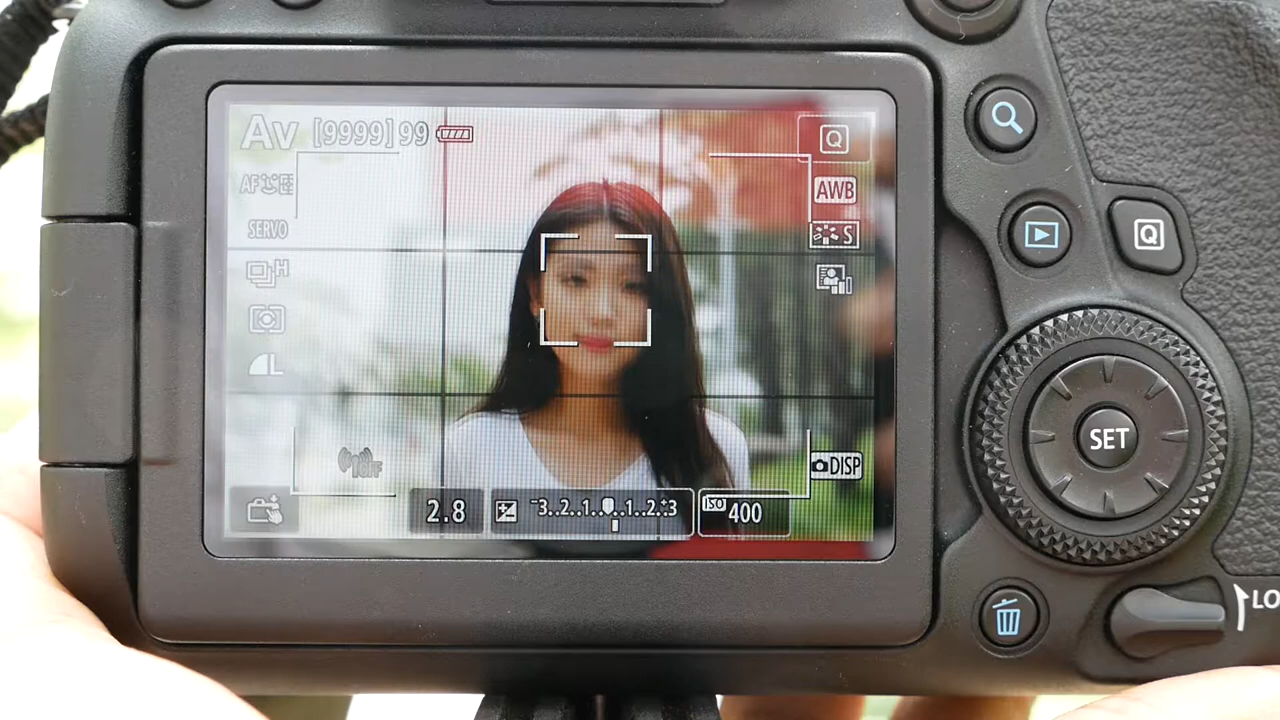 Av [9999] 99
Q
AF
AWB
SERVO
S
H
L
DISP
2.8
-3..2..1..0..1..2..+3
ISO 400
Q
SET
LO